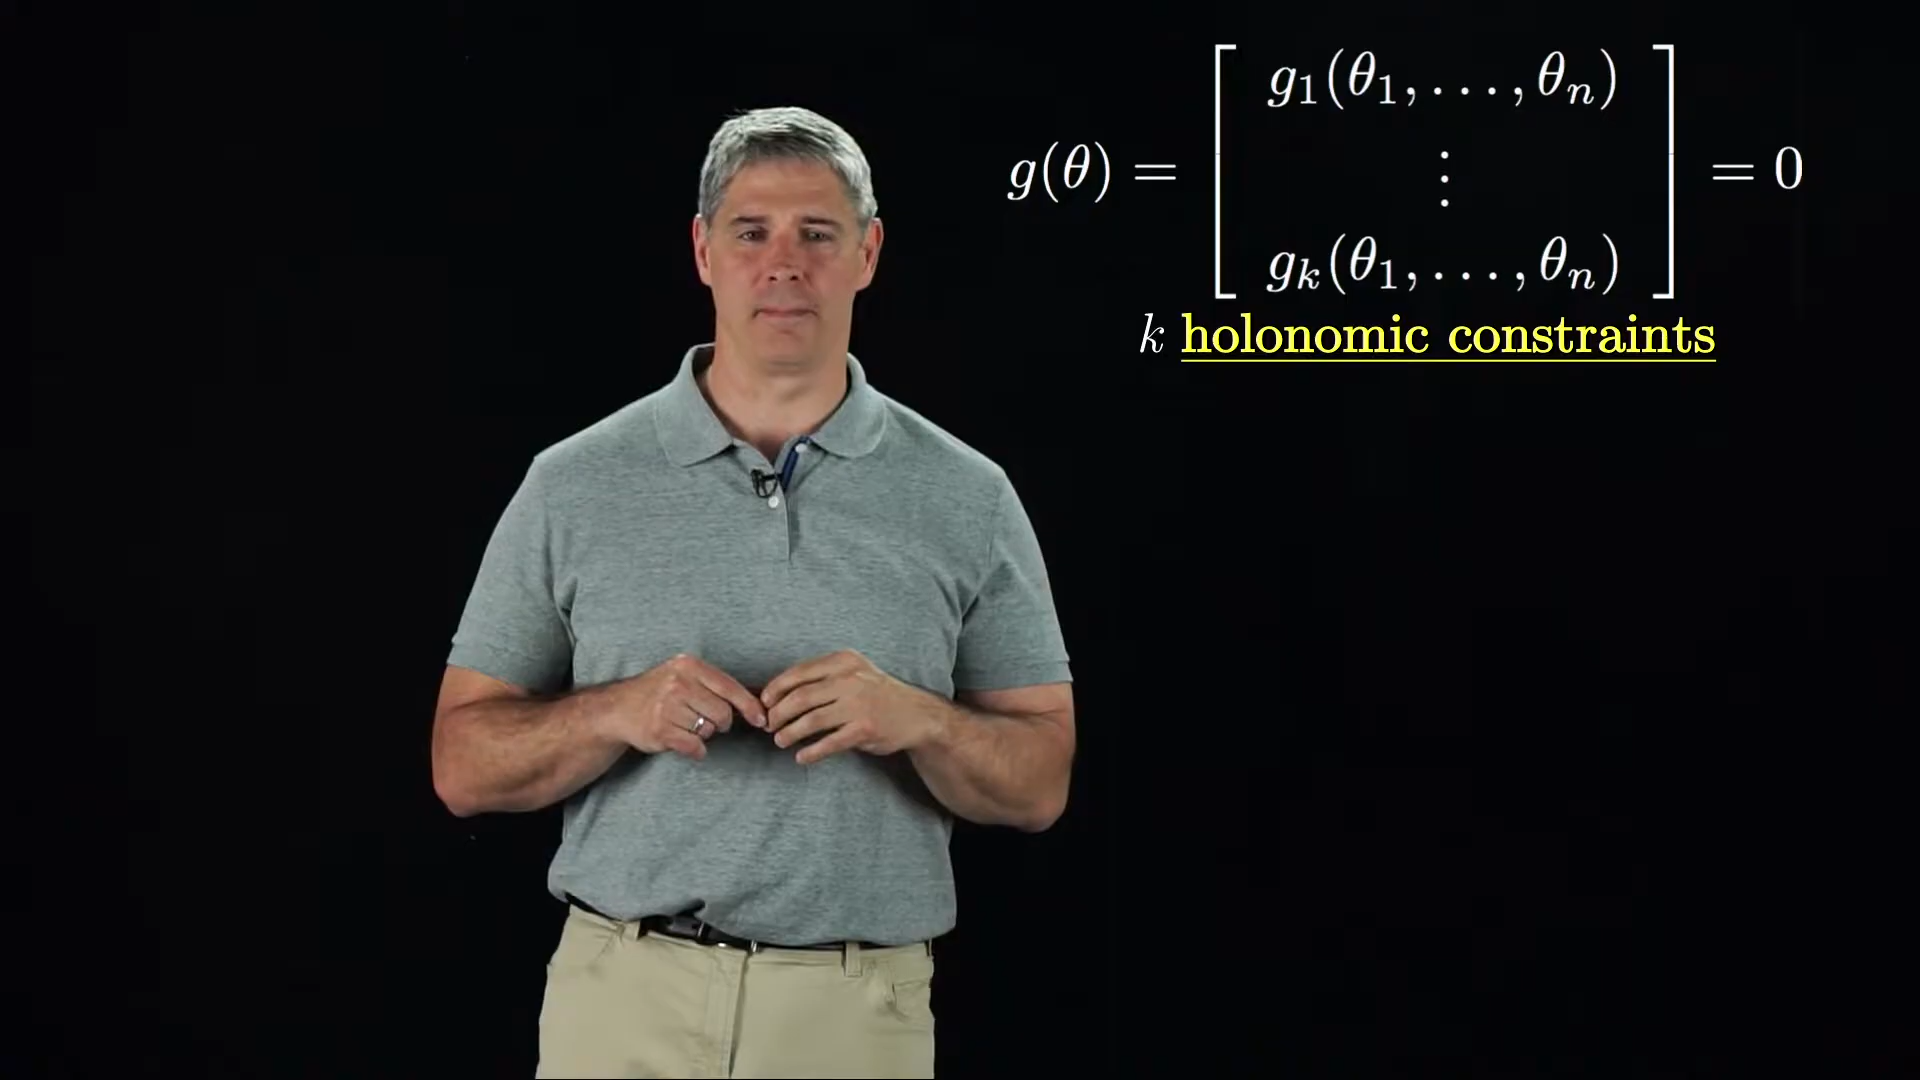 g(θ) = [ g₁(θ₁, . . . , θₙ)
⋮
gₖ(θ₁, . . . , θₙ) ] = 0
k holonomic constraints